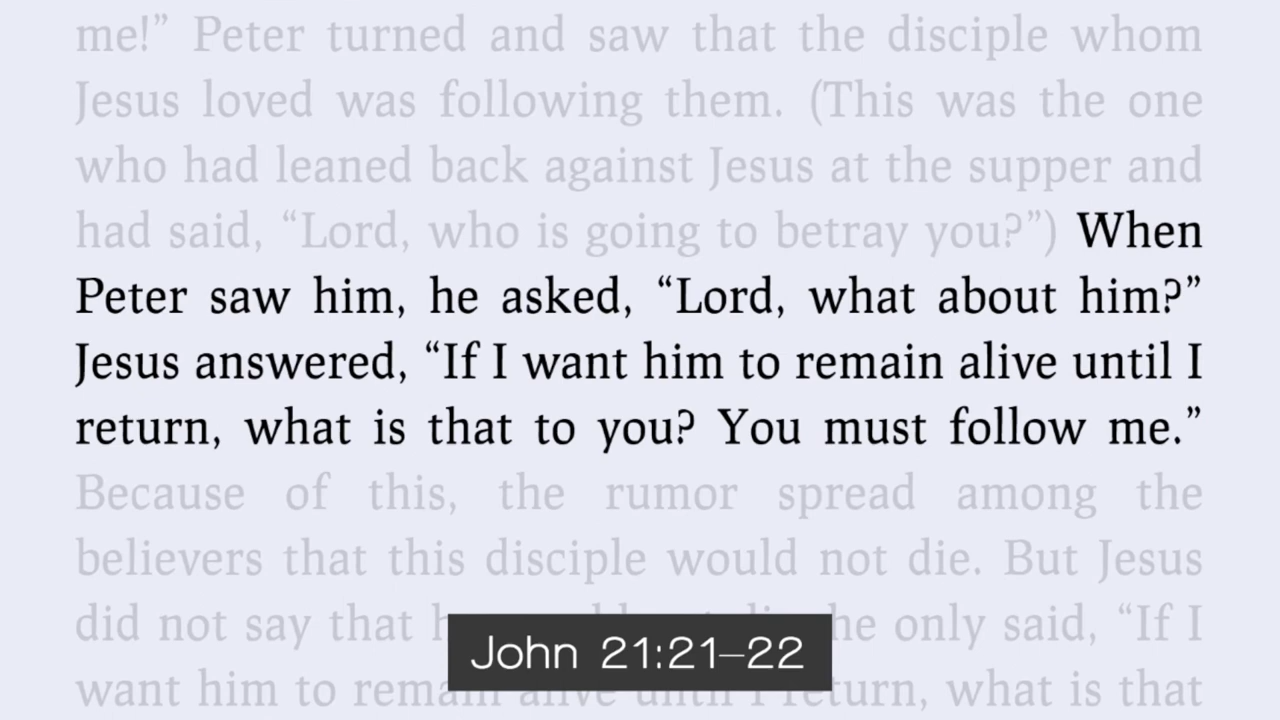 me!” Peter turned and saw that the disciple whom
Jesus loved was following them. (This was the one
who had leaned back against Jesus at the supper and
had said, “Lord, who is going to betray you?”) When
Peter saw him, he asked, “Lord, what about him?”
Jesus answered, “If I want him to remain alive until I
return, what is that to you? You must follow me.”
Because of this, the rumor spread among the
believers that this disciple would not die. But Jesus
did not say that he only said, “If I
John 21:21–22
want him to remain alive until I return, what is that